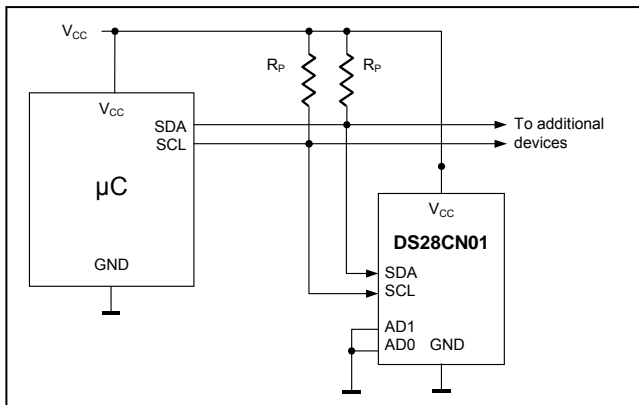 VCC
RP RP
VCC
SDA
SCL
To additional
devices
µC
GND
VCC
DS28CN01
SDA
SCL
AD1
AD0 GND